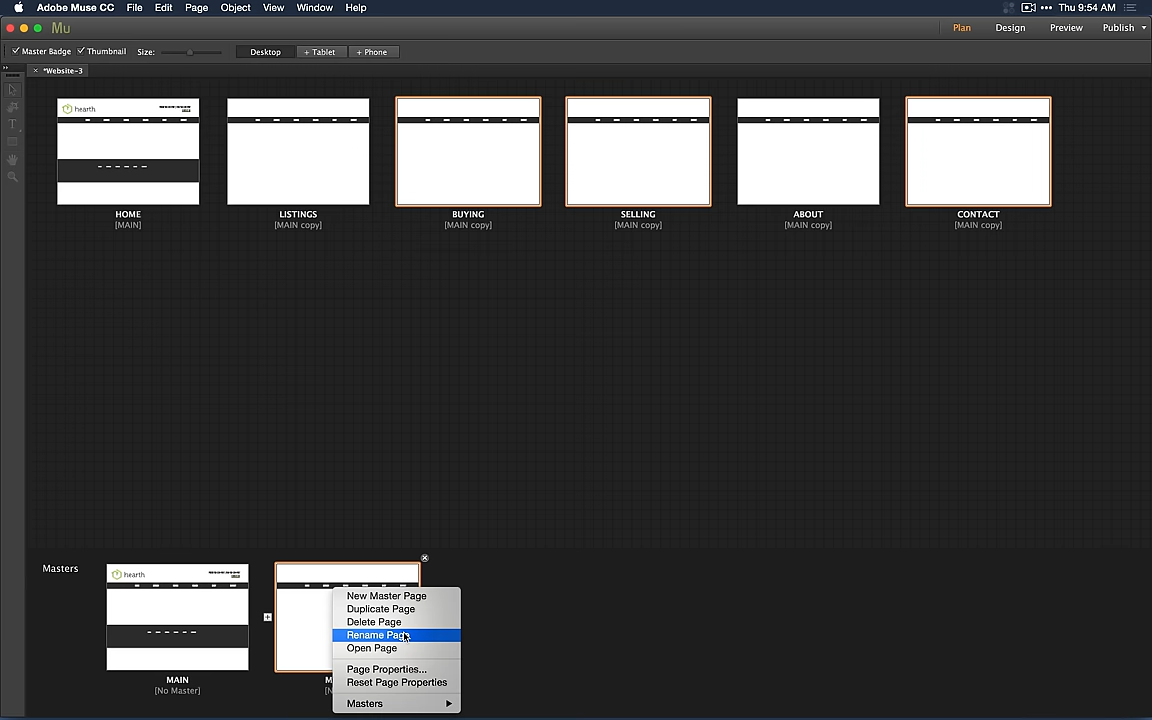 Adobe Muse CC File Edit Page Object View Window Help Thu 9:54 AM
Mu Plan Design Preview Publish
Master Badge Thumbnail Size: Desktop + Tablet + Phone
*Website-3
hearth
HOME LISTINGS BUYING SELLING ABOUT CONTACT
[MAIN] [MAIN copy] [MAIN copy] [MAIN copy] [MAIN copy] [MAIN copy]
Masters
hearth
New Master Page
Duplicate Page
Delete Page
Rename Page
Open Page
Page Properties...
Reset Page Properties
Masters
MAIN
[No Master]